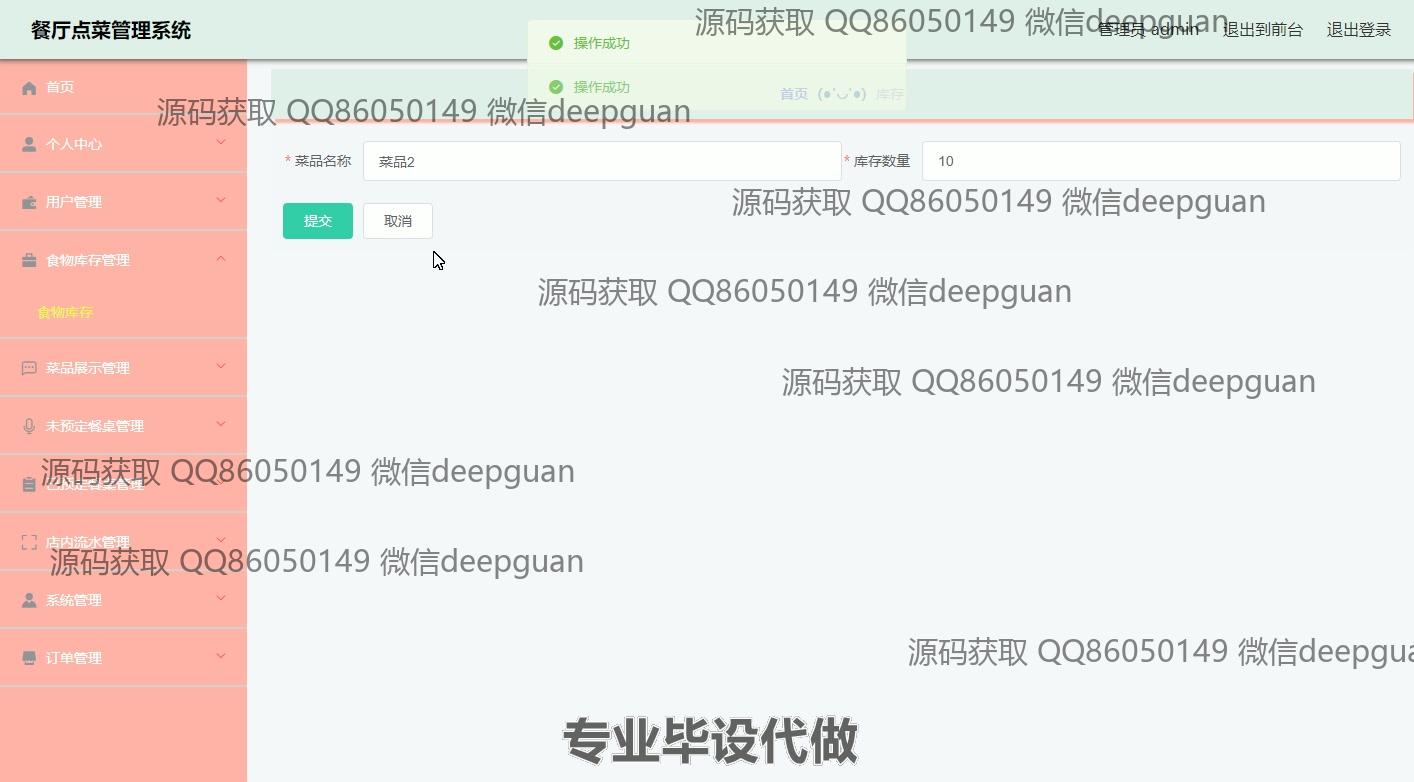 餐厅点菜管理系统
管理员 admin
退出到前台
退出登录
源码获取 QQ86050149 微信deepguan
操作成功
操作成功
首页 (●'◡'●) 库存
源码获取 QQ86050149 微信deepguan
首页
个人中心
用户管理
食物库存管理
食物库存
菜品展示管理
未预定餐桌管理
已预定餐桌管理
店内流水管理
系统管理
订单管理
* 菜品名称 菜品2
* 库存数量 10
提交 取消
源码获取 QQ86050149 微信deepguan
源码获取 QQ86050149 微信deepguan
源码获取 QQ86050149 微信deepguan
源码获取 QQ86050149 微信deepguan
源码获取 QQ86050149 微信deepguan
源码获取 QQ86050149 微信deepgua
专业毕设代做